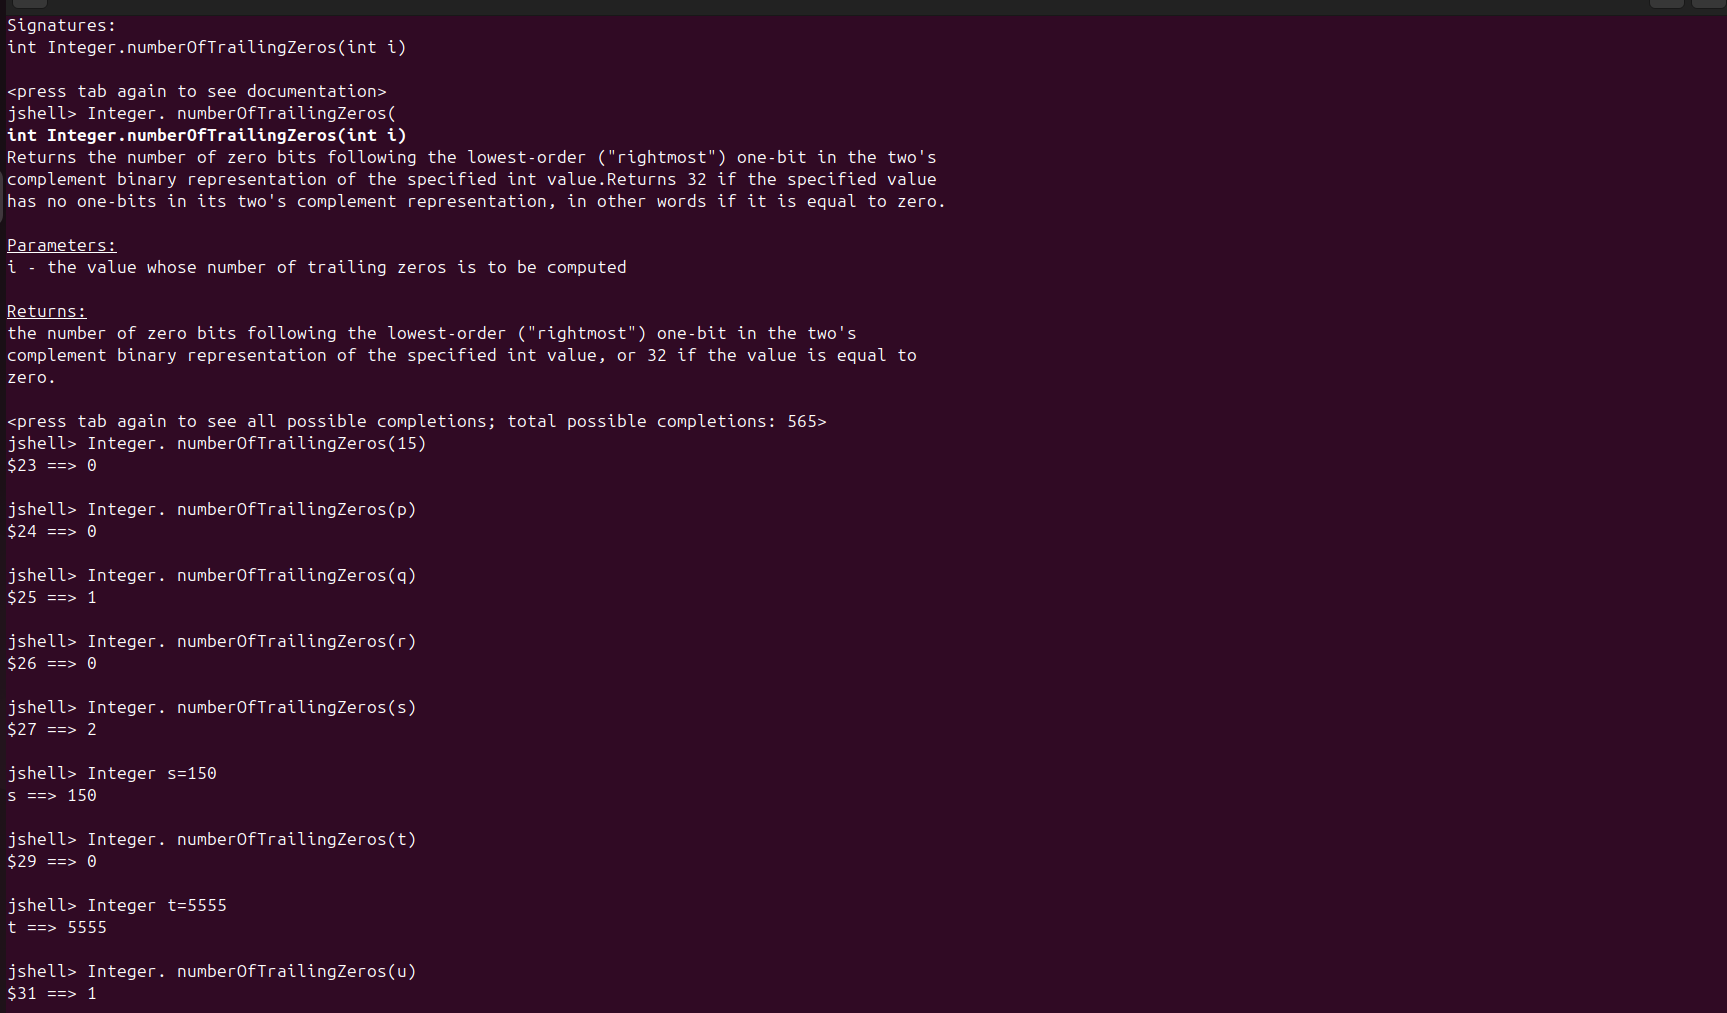 Signatures:
int Integer.numberOfTrailingZeros(int i)
<press tab again to see documentation>
jshell> Integer. numberOfTrailingZeros(
int Integer.numberOfTrailingZeros(int i)
Returns the number of zero bits following the lowest-order ("rightmost") one-bit in the two's
complement binary representation of the specified int value.Returns 32 if the specified value
has no one-bits in its two's complement representation, in other words if it is equal to zero.
Parameters:
i - the value whose number of trailing zeros is to be computed
Returns:
the number of zero bits following the lowest-order ("rightmost") one-bit in the two's
complement binary representation of the specified int value, or 32 if the value is equal to
zero.
<press tab again to see all possible completions; total possible completions: 565>
jshell> Integer. numberOfTrailingZeros(15)
$23 ==> 0
jshell> Integer. numberOfTrailingZeros(p)
$24 ==> 0
jshell> Integer. numberOfTrailingZeros(q)
$25 ==> 1
jshell> Integer. numberOfTrailingZeros(r)
$26 ==> 0
jshell> Integer. numberOfTrailingZeros(s)
$27 ==> 2
jshell> Integer s=150
s ==> 150
jshell> Integer. numberOfTrailingZeros(t)
$29 ==> 0
jshell> Integer t=5555
t ==> 5555
jshell> Integer. numberOfTrailingZeros(u)
$31 ==> 1